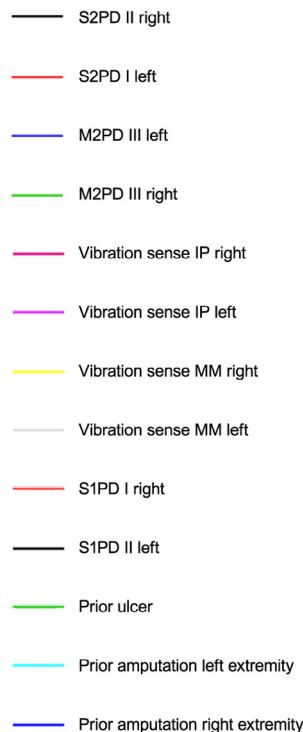 S2PD II right
S2PD I left
M2PD III left
M2PD III right
Vibration sense IP right
Vibration sense IP left
Vibration sense MM right
Vibration sense MM left
S1PD I right
S1PD II left
Prior ulcer
Prior amputation left extremity
Prior amputation right extremity